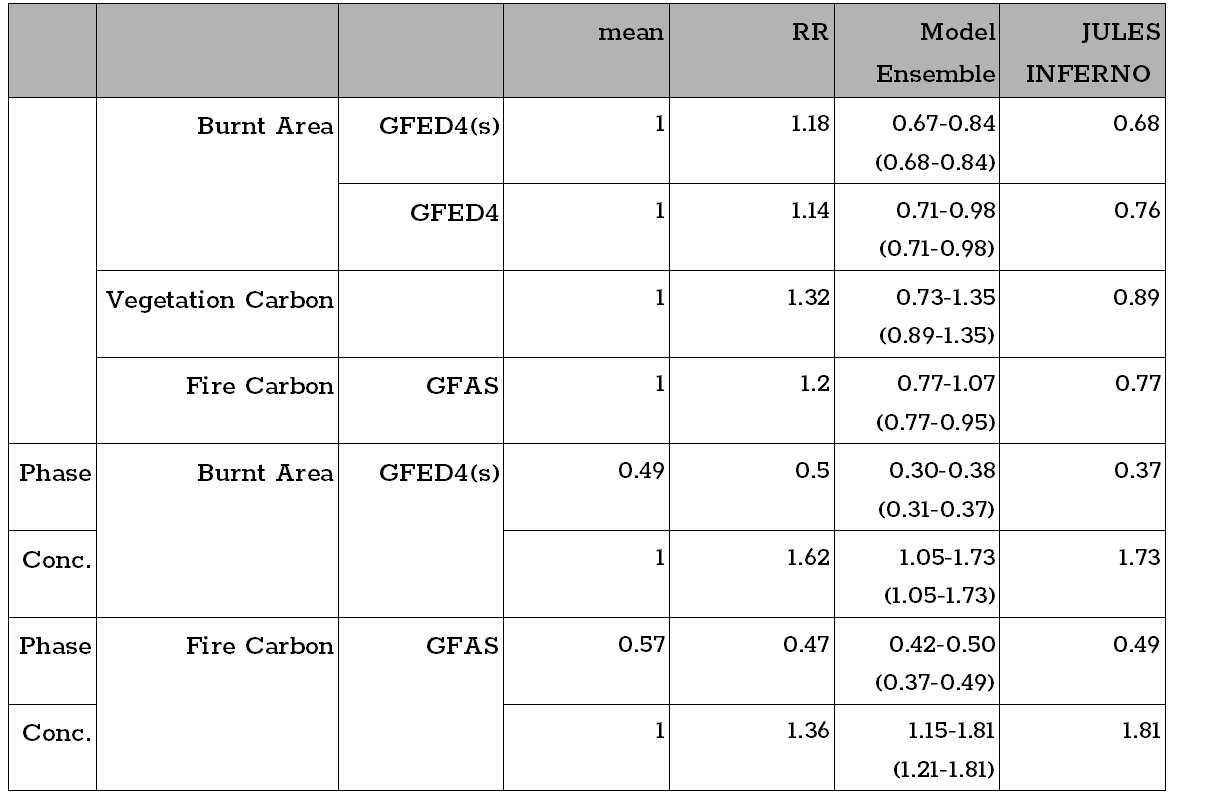 mean RR Model JULES
Ensemble INFERNO
Burnt Area GFED4(s) 1 1.18 0.67-0.84 0.68
(0.68-0.84)
GFED4 1 1.14 0.71-0.98 0.76
(0.71-0.98)
Vegetation Carbon 1 1.32 0.73-1.35 0.89
(0.89-1.35)
Fire Carbon GFAS 1 1.2 0.77-1.07 0.77
(0.77-0.95)
Phase Burnt Area GFED4(s) 0.49 0.5 0.30-0.38 0.37
(0.31-0.37)
Conc. 1 1.62 1.05-1.73 1.73
(1.05-1.73)
Phase Fire Carbon GFAS 0.57 0.47 0.42-0.50 0.49
(0.37-0.49)
Conc. 1 1.36 1.15-1.81 1.81
(1.21-1.81)